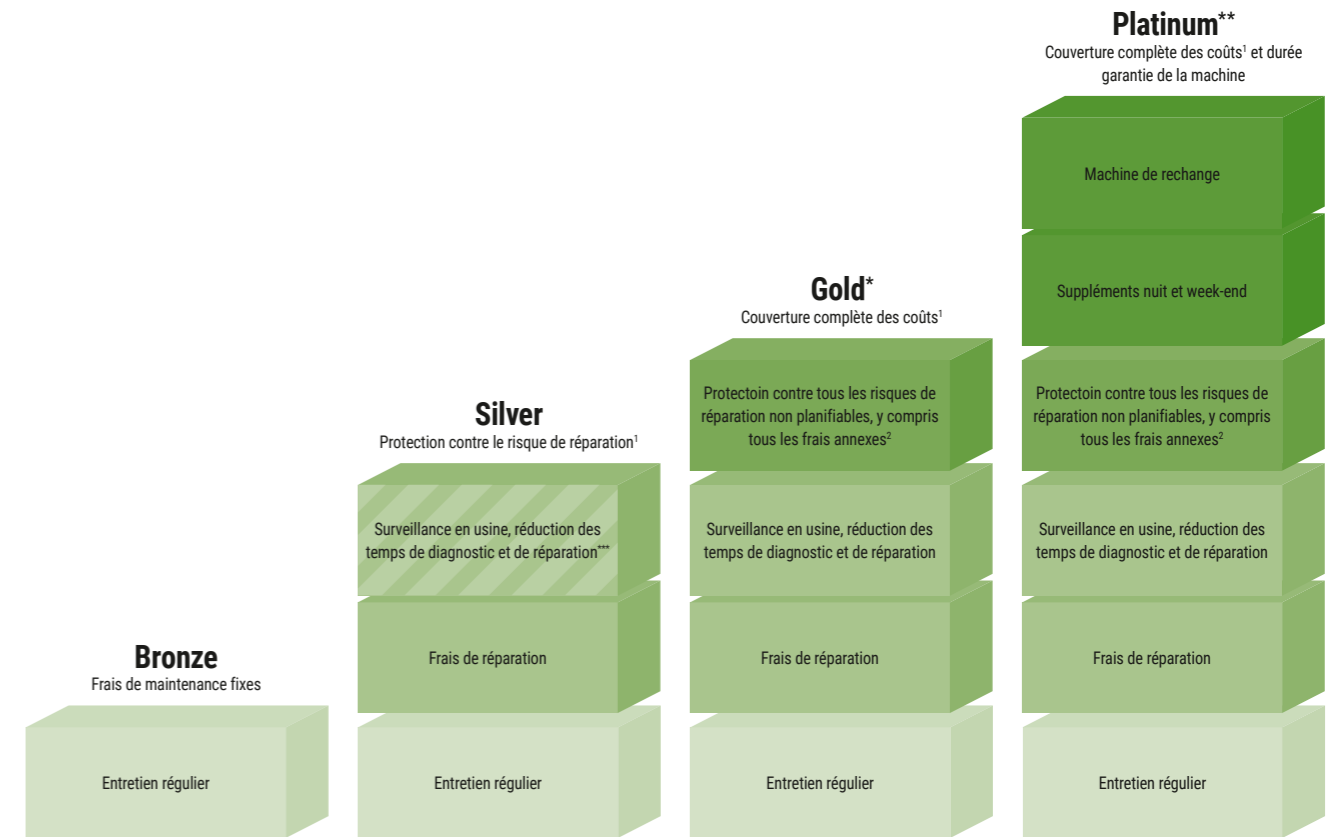 Platinum**
Couverture complète des coûts¹ et durée
garantie de la machine
Machine de rechange
Suppléments nuit et week-end
Protectoin contre tous les risques de
réparation non planifiables, y compris
tous les frais annexes²
Surveillance en usine, réduction des
temps de diagnostic et de réparation
Frais de réparation
Entretien régulier
Gold*
Couverture complète des coûts¹
Protectoin contre tous les risques de
réparation non planifiables, y compris
tous les frais annexes²
Surveillance en usine, réduction des
temps de diagnostic et de réparation
Frais de réparation
Entretien régulier
Silver
Protection contre le risque de réparation¹
Surveillance en usine, réduction des
temps de diagnostic et de réparation***
Frais de réparation
Entretien régulier
Bronze
Frais de maintenance fixes
Entretien régulier